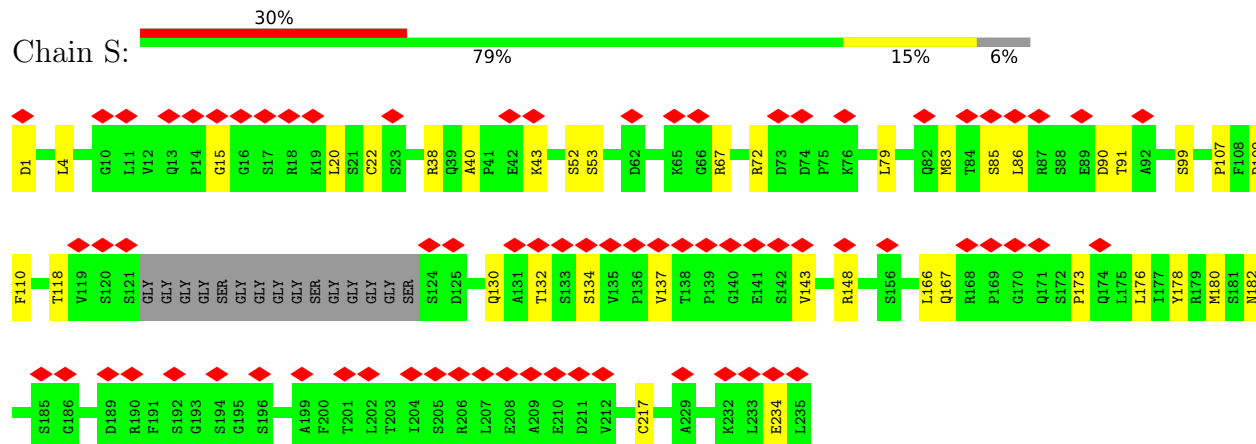 30%
Chain S:
79% 15% 6%
D1 L4 G10 L11 V12 Q13 P14 G15 G16 S17 R18 K19 L20 S21 C22 S23 R38 Q39 A40 P41 E42 K43 S52 S53 D62 K65 G66 R67 R72 D73 D74 P75 K76 L79 Q82 M83 T84 S85 L86 R87 S88 E89 D90 T91 A92 S99 P107 F108 D109
F110 T118 V119 S120 S121 GLY GLY GLY GLY SER GLY GLY GLY GLY SER GLY GLY GLY GLY SER S124 D125 Q130 A131 T132 S133 S134 V135 P136 V137 T138 P139 G140 E141 S142 V143 R148 S156 L166 Q167 R168 P169 G170 Q171 S172 P173 Q174 L175 L176 I177 Y178 R179 M180 S181 N182
S185 G186 D189 R190 F191 S192 G193 S194 G195 S196 A199 F200 T201 L202 T203 I204 S205 R206 L207 E208 A209 E210 D211 V212 C217 A229 K232 L233 E234 L235